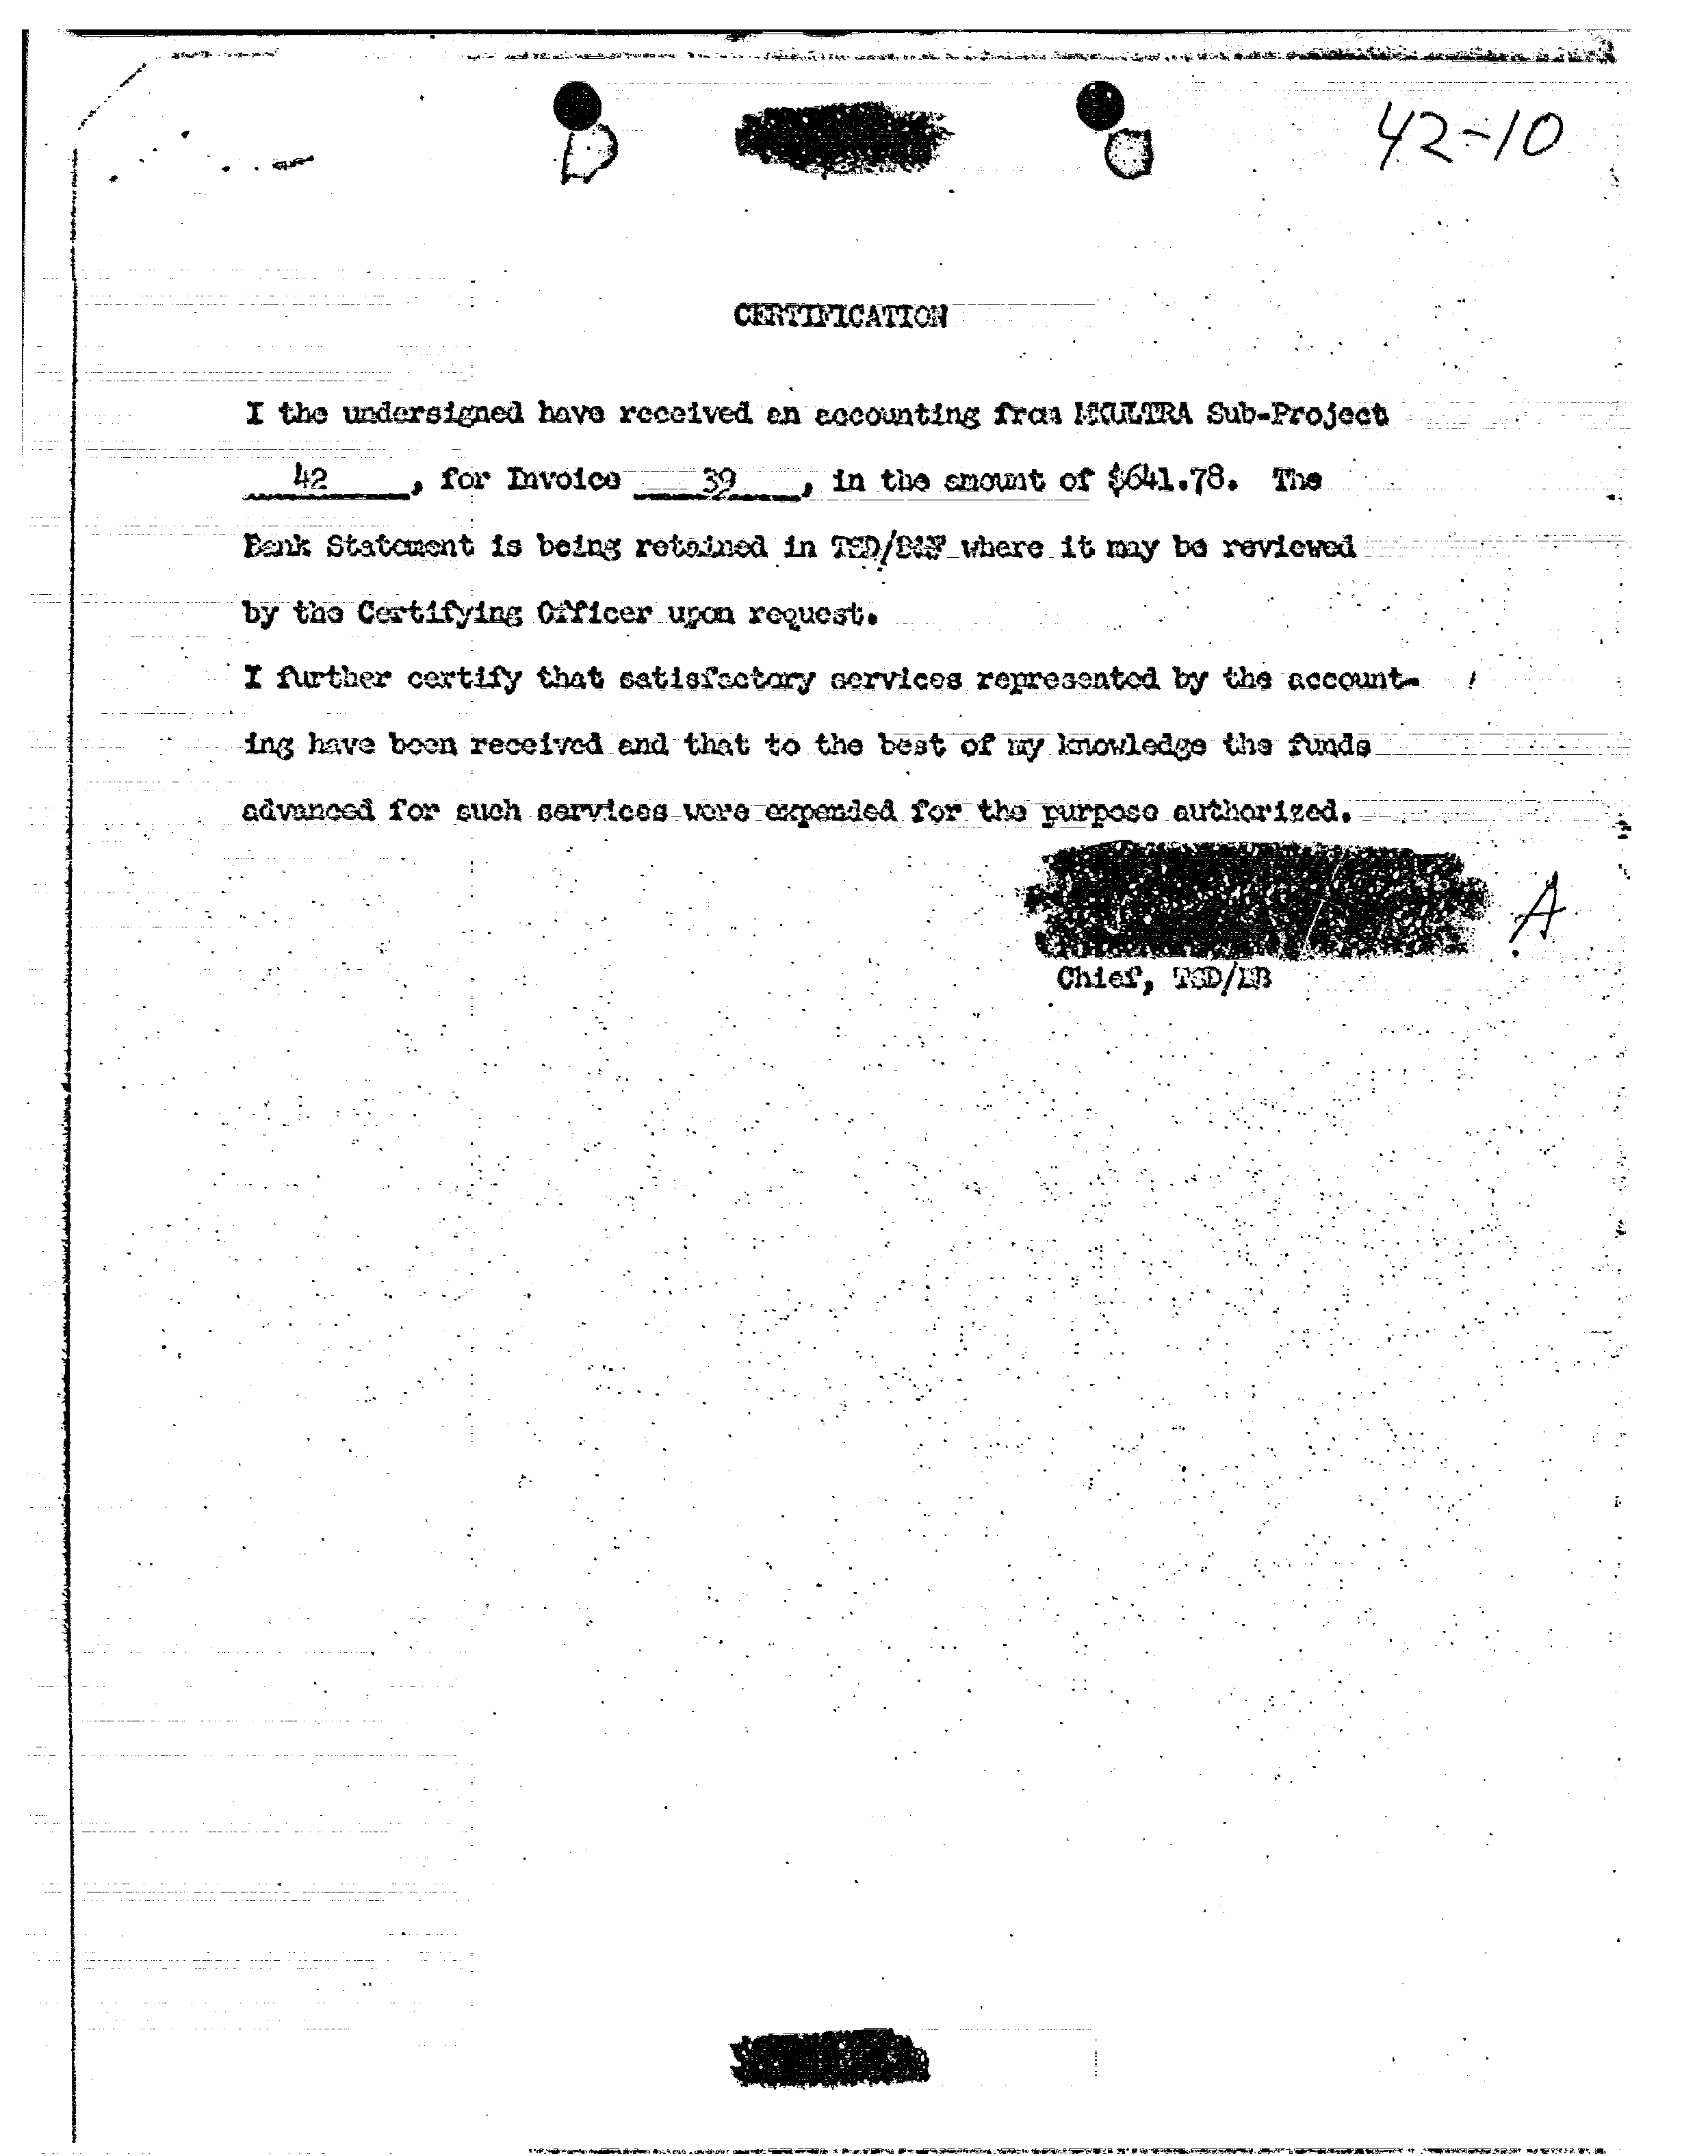 42-10
CERTIFICATION
I the undersigned have received an accounting from MKULTRA Sub-Project
42 , for Invoice 39 , in the amount of $641.78. The
Bank Statement is being retained in TSD/B&F where it may be reviewed
by the Certifying Officer upon request.
I further certify that satisfactory services represented by the account-
ing have been received and that to the best of my knowledge the funds
advanced for such services were expended for the purpose authorized.
A
Chief, TSD/